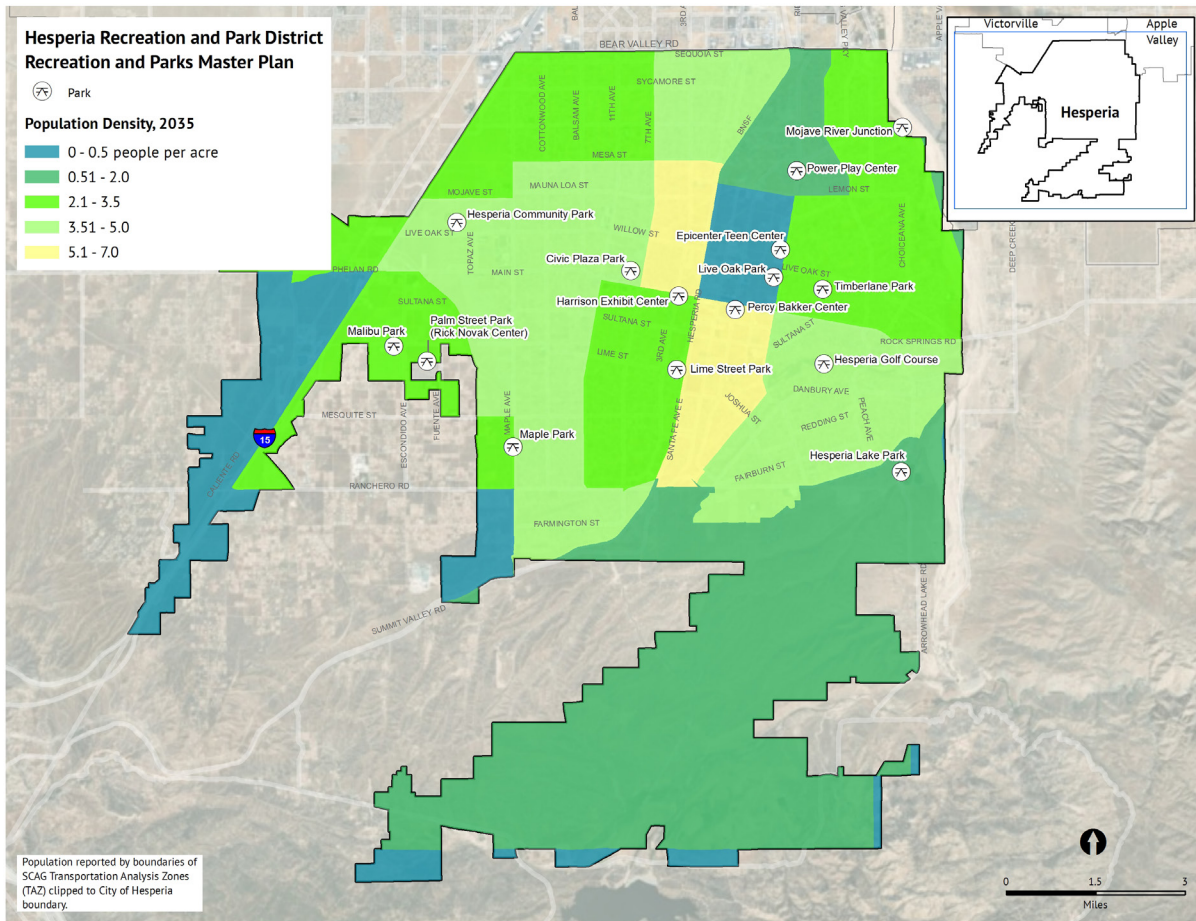 Hesperia Recreation and Park District
Recreation and Parks Master Plan
Park
Population Density, 2035
0 - 0.5 people per acre
0.51 - 2.0
2.1 - 3.5
3.51 - 5.0
5.1 - 7.0
Victorville
Apple
Valley
Hesperia
BEAR VALLEY RD
SEQUOIA ST
SYCAMORE ST
COTTONWOOD AVE
BALSAM AVE
11TH AVE
7TH AVE
BNSF
MESA ST
Mojave River Junction
Power Play Center
LEMON ST
MOJAVE ST
MAUNA LOA ST
Hesperia Community Park
LIVE OAK ST
TOPAZ AVE
WILLOW ST
Epicenter Teen Center
CHOICEANA AVE
DEEP CREEK
Civic Plaza Park
Live Oak Park
LIVE OAK ST
PHELAN RD
MAIN ST
Timberlane Park
Harrison Exhibit Center
HESPERIA RD
Percy Bakker Center
SULTANA ST
Palm Street Park
(Rick Novak Center)
Malibu Park
SULTANA ST
SULTANA ST
ROCK SPRINGS RD
LIME ST
3RD AVE
Hesperia Golf Course
Lime Street Park
DANBURY AVE
MESQUITE ST
ESCONDIDO AVE
FUENTE AVE
MAPLE AVE
SANTA FE AVE E
JOSHUA ST
REDDING ST
PEACH AVE
15
Maple Park
Hesperia Lake Park
CALIENTE RD
FAIRBURN ST
RANCHERO RD
FARMINGTON ST
SUMMIT VALLEY RD
ARROWHEAD LAKE RD
Population reported by boundaries of
SCAG Transportation Analysis Zones
(TAZ) clipped to City of Hesperia
boundary.
0 1.5 3
Miles